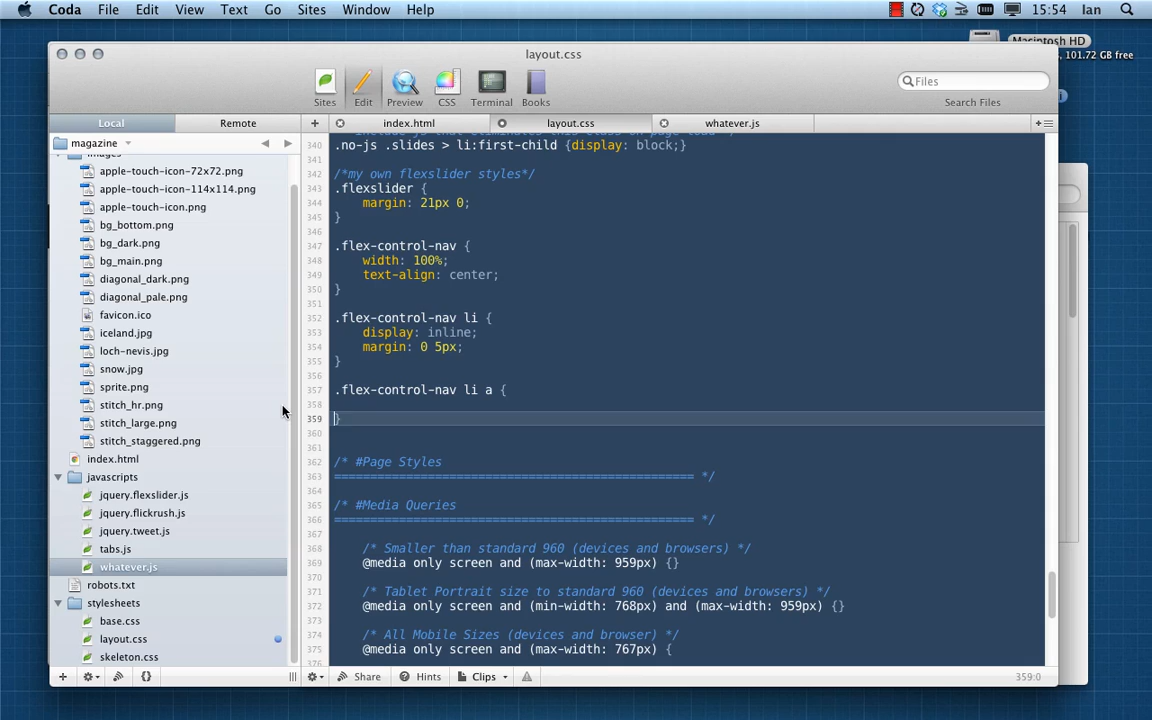 Coda File Edit View Text Go Sites Window Help 15:54 Ian
Macintosh HD
101.72 GB free
layout.css
Sites Edit Preview CSS Terminal Books
Files
Search Files
Local Remote
index.html layout.css whatever.js
magazine
images
apple-touch-icon-72x72.png
apple-touch-icon-114x114.png
apple-touch-icon.png
bg_bottom.png
bg_dark.png
bg_main.png
diagonal_dark.png
diagonal_pale.png
favicon.ico
iceland.jpg
loch-nevis.jpg
snow.jpg
sprite.png
stitch_hr.png
stitch_large.png
stitch_staggered.png
index.html
javascripts
jquery.flexslider.js
jquery.flickrush.js
jquery.tweet.js
tabs.js
whatever.js
robots.txt
stylesheets
base.css
layout.css
skeleton.css
include js that eliminates this class on page load
340 .no-js .slides > li:first-child {display: block;}
341
342 /*my own flexslider styles*/
343 .flexslider {
344 margin: 21px 0;
345 }
346
347 .flex-control-nav {
348 width: 100%;
349 text-align: center;
350 }
351
352 .flex-control-nav li {
353 display: inline;
354 margin: 0 5px;
355 }
356
357 .flex-control-nav li a {
358
359 }
360
361
362 /* #Page Styles
363 ================================================== */
364
365 /* #Media Queries
366 ================================================== */
367
368 /* Smaller than standard 960 (devices and browsers) */
369 @media only screen and (max-width: 959px) {}
370
371 /* Tablet Portrait size to standard 960 (devices and browsers) */
372 @media only screen and (min-width: 768px) and (max-width: 959px) {}
373
374 /* All Mobile Sizes (devices and browser) */
375 @media only screen and (max-width: 767px) {
376
Share Hints Clips 359:0